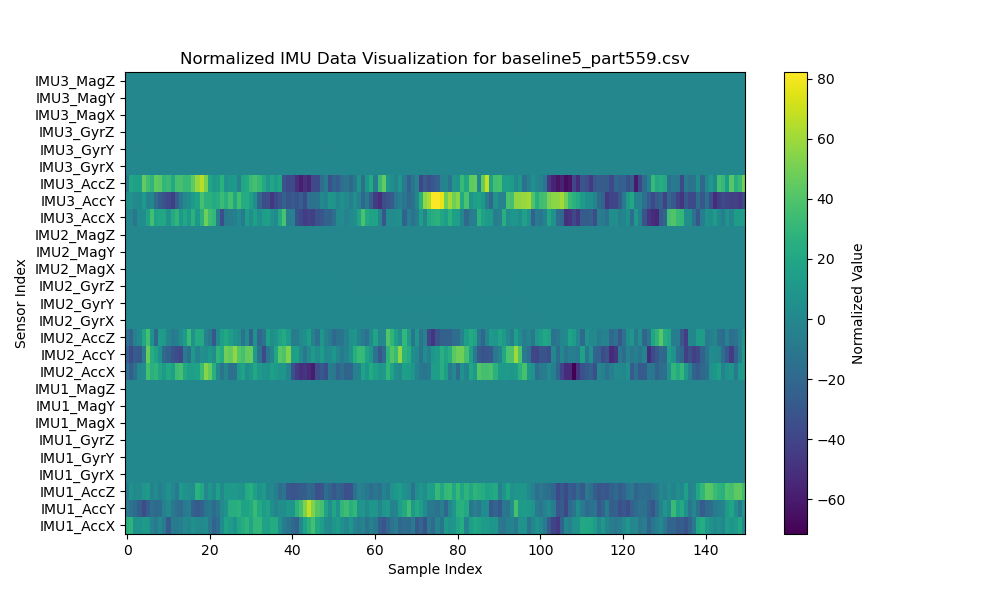 Normalized IMU Data Visualization for baseline5_part559.csv
IMU3_MagZ
IMU3_MagY
IMU3_MagX
IMU3_GyrZ
IMU3_GyrY
IMU3_GyrX
IMU3_AccZ
IMU3_AccY
IMU3_AccX
IMU2_MagZ
IMU2_MagY
IMU2_MagX
IMU2_GyrZ
IMU2_GyrY
IMU2_GyrX
IMU2_AccZ
IMU2_AccY
IMU2_AccX
IMU1_MagZ
IMU1_MagY
IMU1_MagX
IMU1_GyrZ
IMU1_GyrY
IMU1_GyrX
IMU1_AccZ
IMU1_AccY
IMU1_AccX
Sensor Index
0 20 40 60 80 100 120 140
Sample Index
80
60
40
20
0
−20
−40
−60
Normalized Value